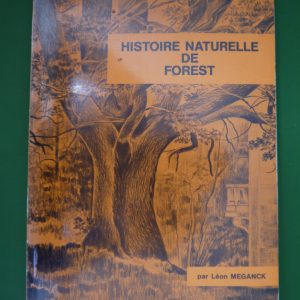 HISTOIRE NATURELLE
DE
FOREST
par Léon MEGANCK